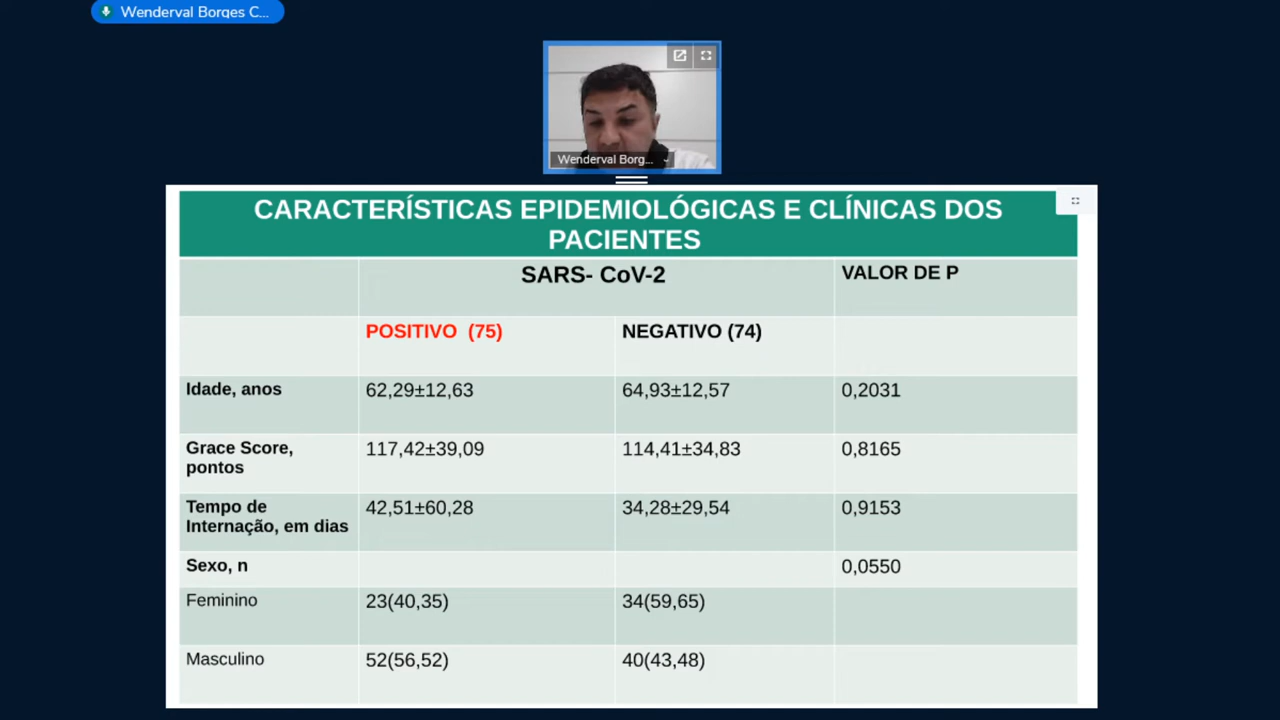 Wenderval Borges C...
Wenderval Borg...
CARACTERÍSTICAS EPIDEMIOLÓGICAS E CLÍNICAS DOS
PACIENTES
SARS- CoV-2 VALOR DE P
POSITIVO (75) NEGATIVO (74)
Idade, anos 62,29±12,63 64,93±12,57 0,2031
Grace Score, 117,42±39,09 114,41±34,83 0,8165
pontos
Tempo de 42,51±60,28 34,28±29,54 0,9153
Internação, em dias
Sexo, n 0,0550
Feminino 23(40,35) 34(59,65)
Masculino 52(56,52) 40(43,48)